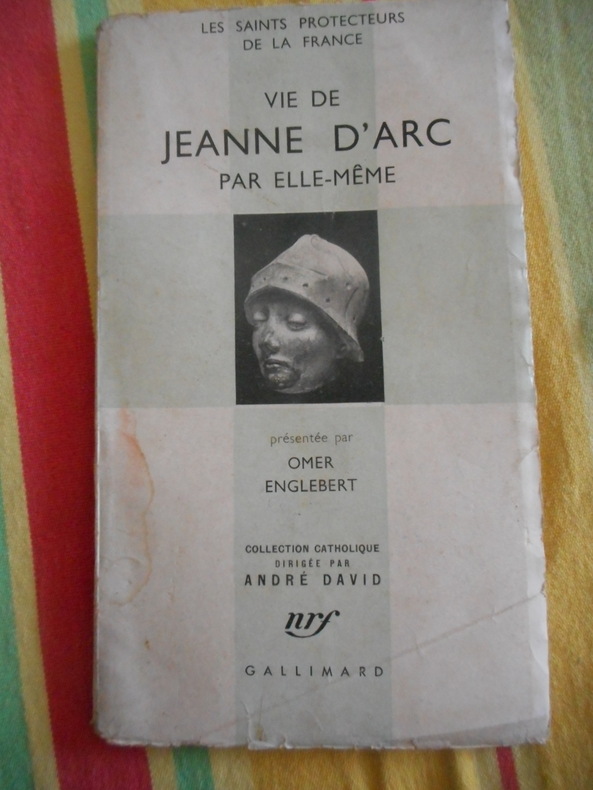 LES SAINTS PROTECTEURS
DE LA FRANCE
VIE DE
JEANNE D'ARC
PAR ELLE-MÊME
présentée par
OMER
ENGLEBERT
COLLECTION CATHOLIQUE
DIRIGÉE PAR
ANDRÉ DAVID
nrf
GALLIMARD